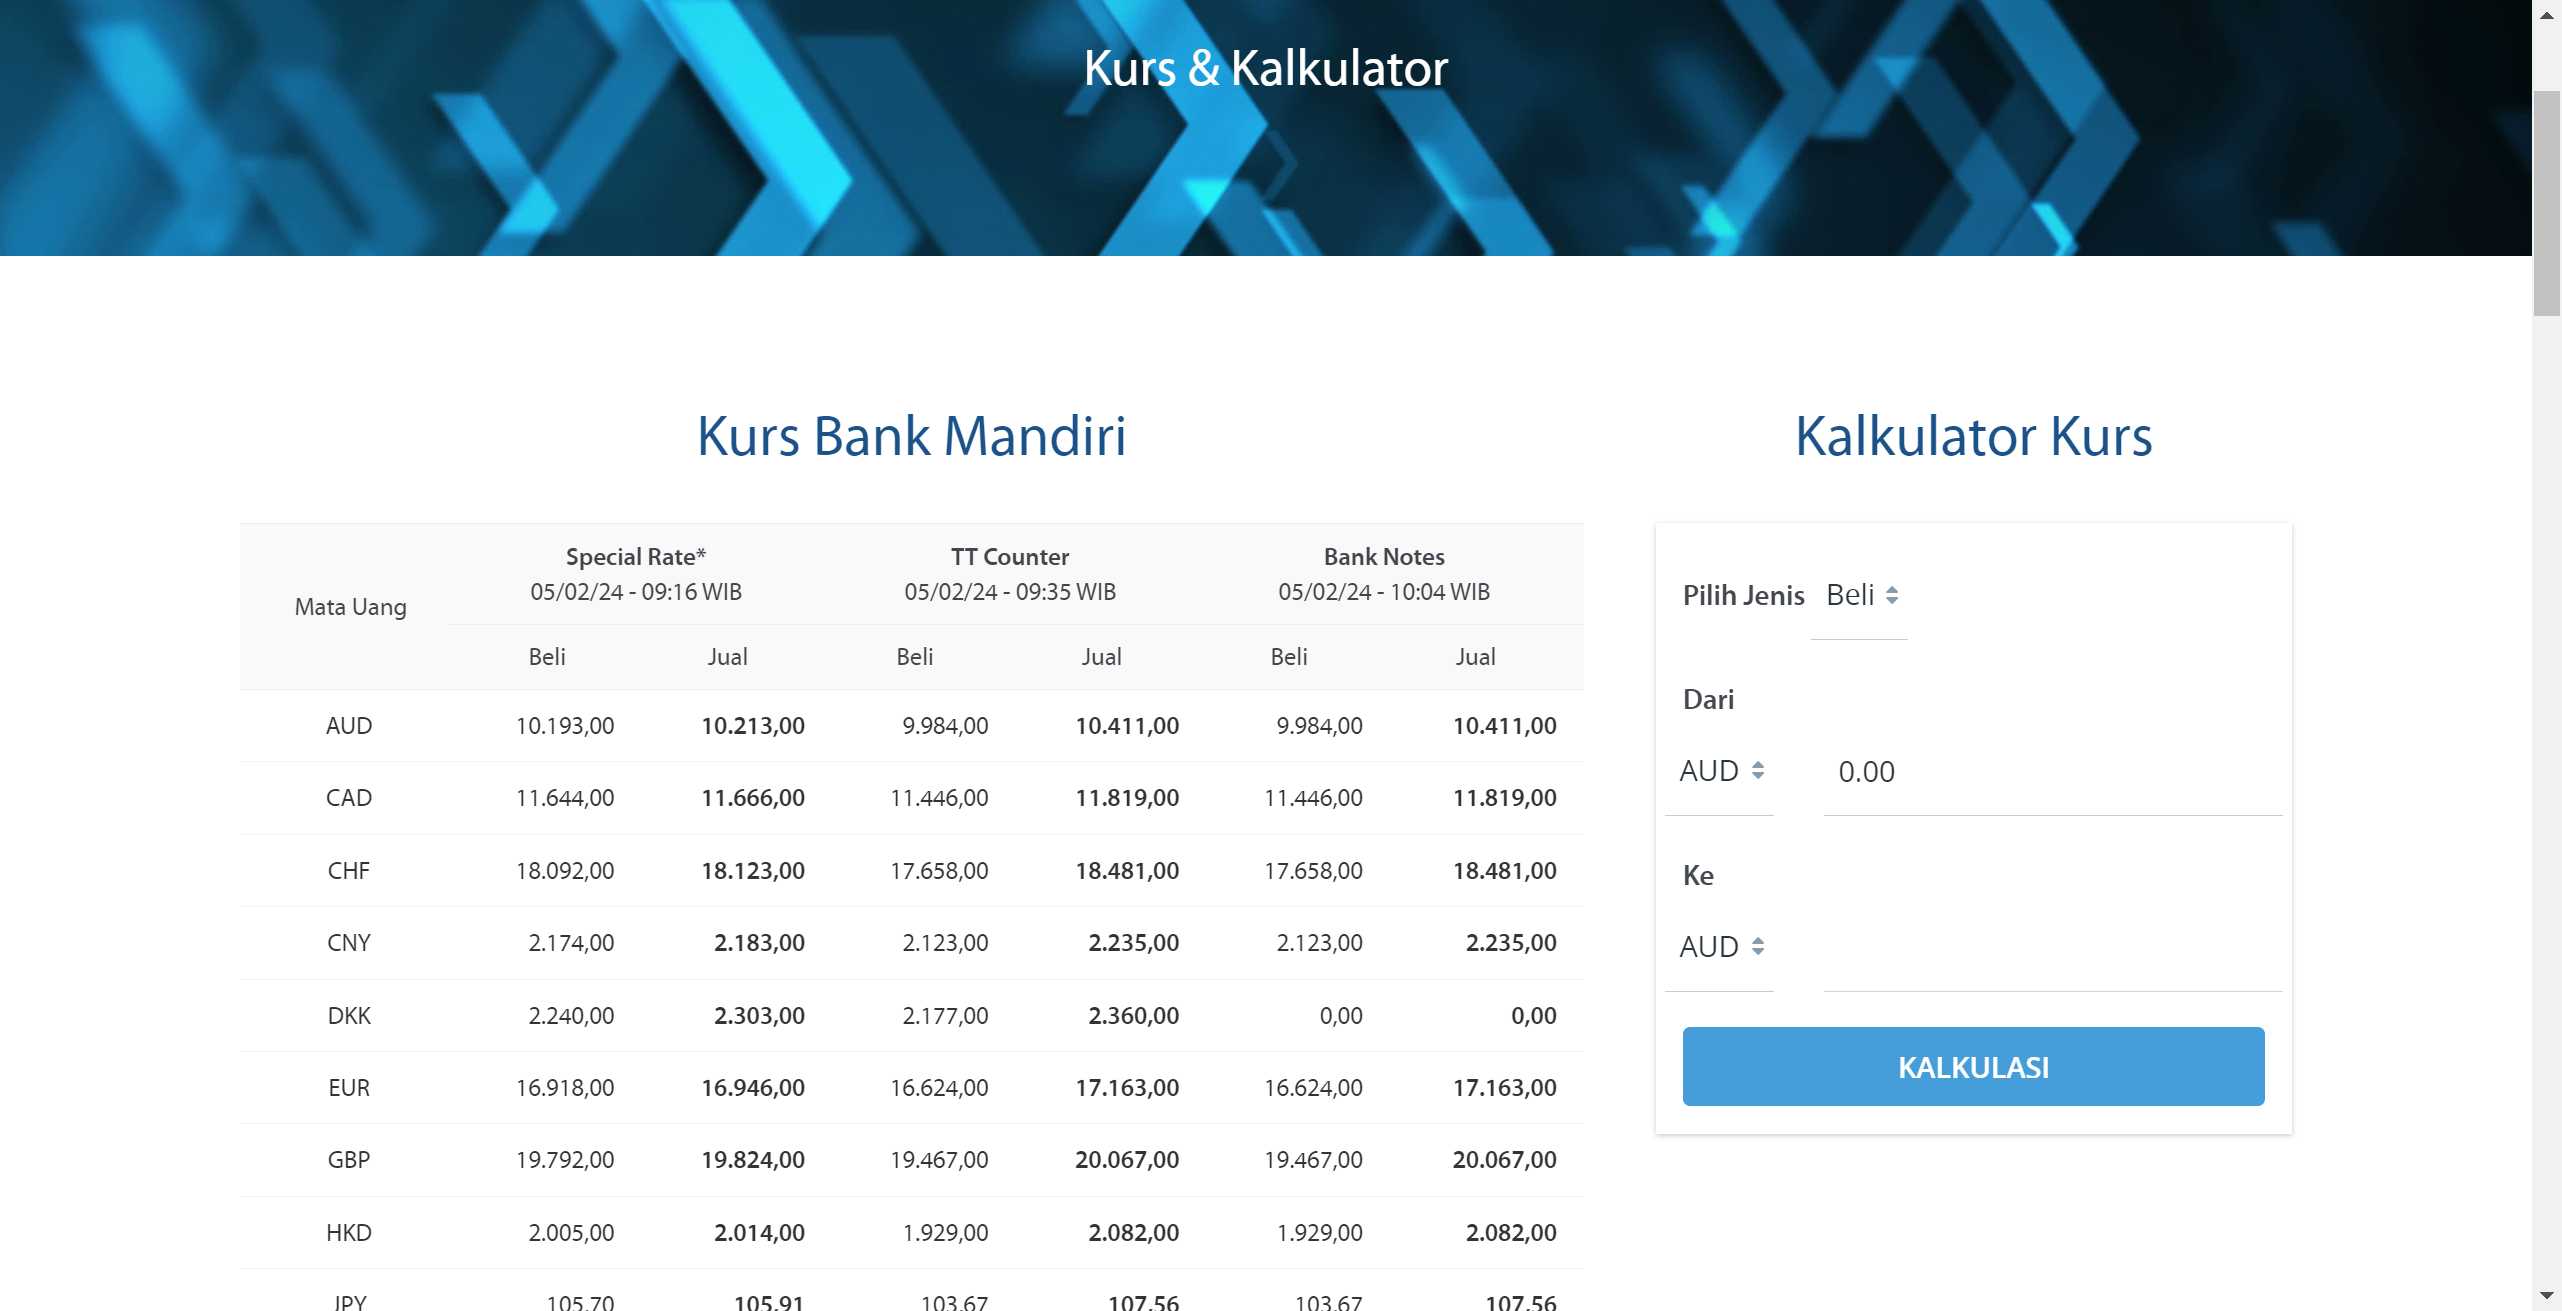 Kurs & Kalkulator
Kurs Bank Mandiri
Mata Uang Special Rate* TT Counter Bank Notes
05/02/24 - 09:16 WIB 05/02/24 - 09:35 WIB 05/02/24 - 10:04 WIB
Beli Jual Beli Jual Beli Jual
AUD 10.193,00 10.213,00 9.984,00 10.411,00 9.984,00 10.411,00
CAD 11.644,00 11.666,00 11.446,00 11.819,00 11.446,00 11.819,00
CHF 18.092,00 18.123,00 17.658,00 18.481,00 17.658,00 18.481,00
CNY 2.174,00 2.183,00 2.123,00 2.235,00 2.123,00 2.235,00
DKK 2.240,00 2.303,00 2.177,00 2.360,00 0,00 0,00
EUR 16.918,00 16.946,00 16.624,00 17.163,00 16.624,00 17.163,00
GBP 19.792,00 19.824,00 19.467,00 20.067,00 19.467,00 20.067,00
HKD 2.005,00 2.014,00 1.929,00 2.082,00 1.929,00 2.082,00
JPY 105,70 105,91 103,67 107,56 103,67 107,56
Kalkulator Kurs
Pilih Jenis Beli
Dari
AUD 0.00
Ke
AUD
KALKULASI